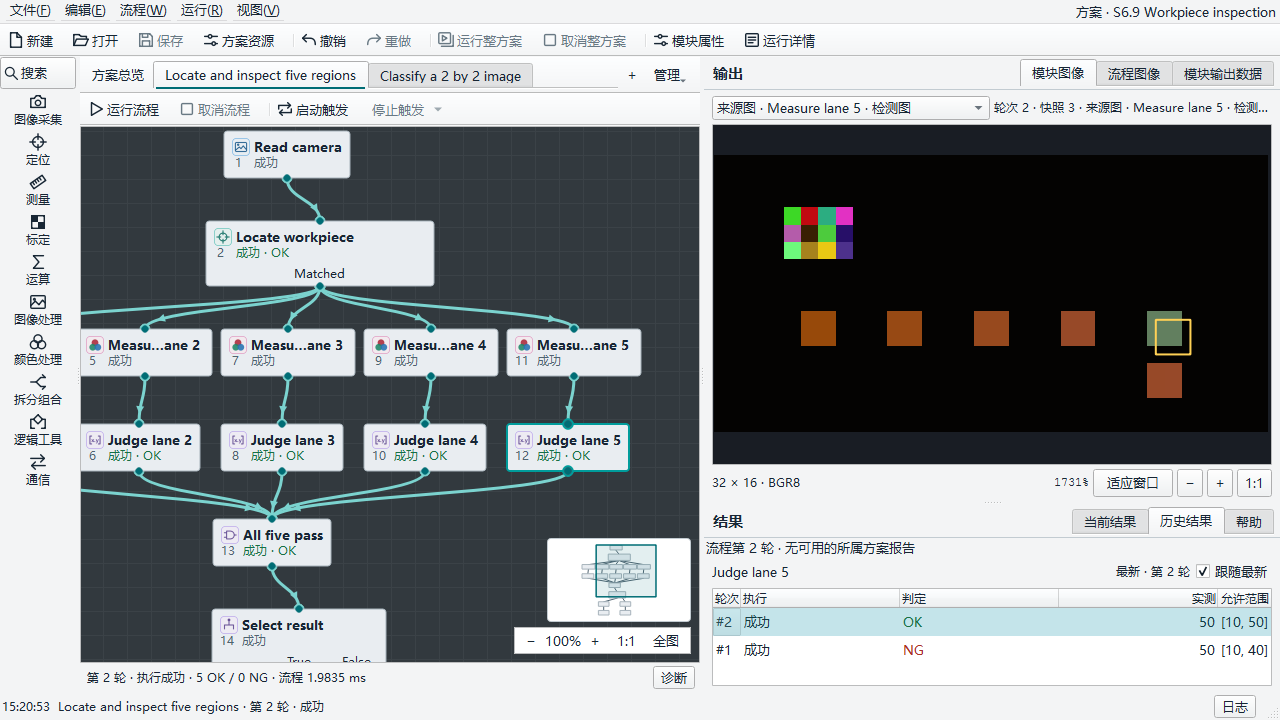 文件(F) 编辑(E) 流程(W) 运行(R) 视图(V)
方案 · S6.9 Workpiece inspection
新建 打开 保存 方案资源 撤销 重做 运行整方案 取消整方案 模块属性 运行详情
搜索
图像采集
定位
测量
标定
运算
图像处理
颜色处理
拆分组合
逻辑工具
通信
方案总览 Locate and inspect five regions Classify a 2 by 2 image + 管理
运行流程 取消流程 启动触发 停止触发
Read camera
1 成功
Locate workpiece
2 成功 · OK
Matched
Measu...ane 2
5 成功
Measu...ane 3
7 成功
Measu...ane 4
9 成功
Measu...ane 5
11 成功
Judge lane 2
6 成功 · OK
Judge lane 3
8 成功 · OK
Judge lane 4
10 成功 · OK
Judge lane 5
12 成功 · OK
All five pass
13 成功 · OK
Select result
14 成功
True False
− 100% + 1:1 全图
第 2 轮 · 执行成功 · 5 OK / 0 NG · 流程 1.9835 ms
诊断
输出
模块图像 流程图像 模块输出数据
来源图 · Measure lane 5 · 检测图
轮次 2 · 快照 3 · 来源图 · Measure lane 5 · 检测...
32 × 16 · BGR8
1731% 适应窗口 − + 1:1
结果
当前结果 历史结果 帮助
流程第 2 轮 · 无可用的所属方案报告
Judge lane 5
最新 · 第 2 轮 跟随最新
轮次 执行 判定 实测 允许范围
#2 成功 OK 50 [10, 50]
#1 成功 NG 50 [10, 40]
15:20:53 Locate and inspect five regions · 第 2 轮 · 成功
日志